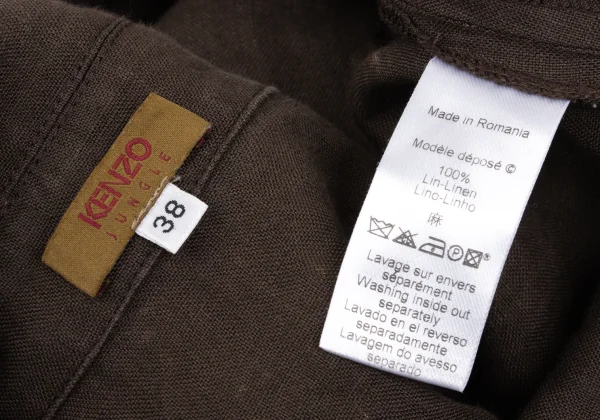 KENZO
JUNGLE
38
Made in Romania
Modèle déposé ©
100%
Lin-Linen
Lino-Linho
麻
P
Lavage sur envers
séparément
Washing inside out
separately
Lavado en el reverso
separadamente
Lavagem do avesso
separado